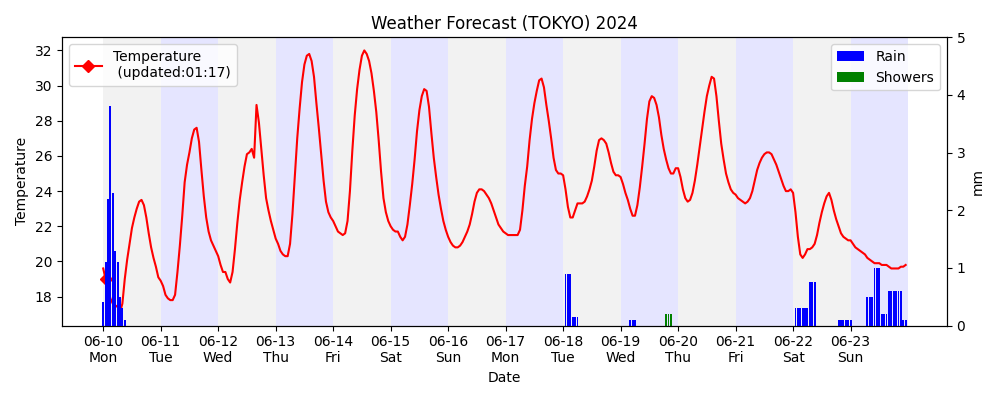 Weather Forecast (TOKYO) 2024
Temperature
(updated:01:17)
Rain
Showers
Temperature
32
30
28
26
24
22
20
18
5
4
3
2
1
0
mm
06-10 06-11 06-12 06-13 06-14 06-15 06-16 06-17 06-18 06-19 06-20 06-21 06-22 06-23
Mon Tue Wed Thu Fri Sat Sun Mon Tue Wed Thu Fri Sat Sun
Date